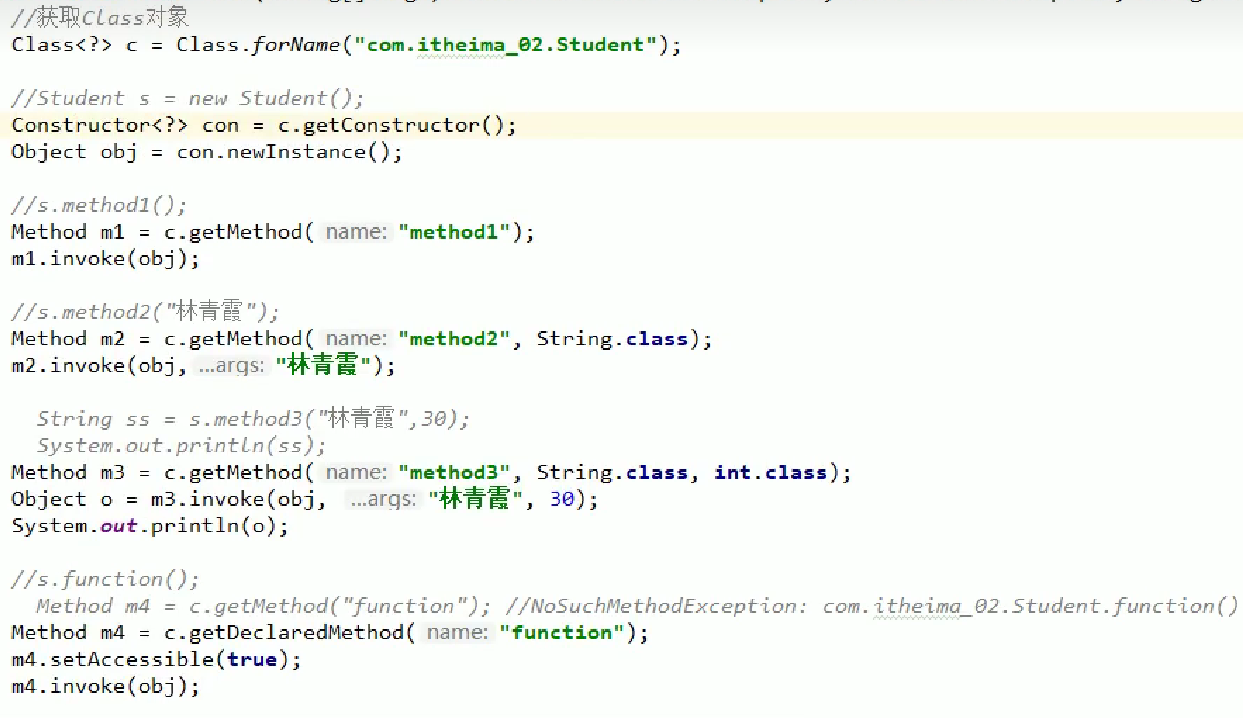 //获取Class对象
Class<?> c = Class.forName("com.itheima_02.Student");
//Student s = new Student();
Constructor<?> con = c.getConstructor();
Object obj = con.newInstance();
//s.method1();
Method m1 = c.getMethod( name: "method1");
m1.invoke(obj);
//s.method2("林青霞");
Method m2 = c.getMethod( name: "method2", String.class);
m2.invoke(obj, ...args: "林青霞");
String ss = s.method3("林青霞",30);
System.out.println(ss);
Method m3 = c.getMethod( name: "method3", String.class, int.class);
Object o = m3.invoke(obj, ...args: "林青霞", 30);
System.out.println(o);
//s.function();
Method m4 = c.getMethod("function"); //NoSuchMethodException: com.itheima_02.Student.function()
Method m4 = c.getDeclaredMethod( name: "function");
m4.setAccessible(true);
m4.invoke(obj);